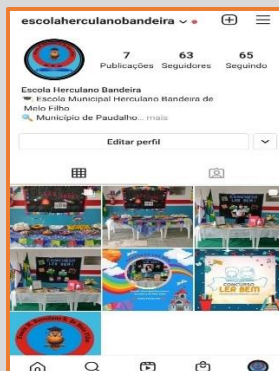 escolaherculanobandeira
7 63 65
Publicações Seguidores Seguindo
Escola Herculano Bandeira
Escola Municipal Herculano Bandeira de
Melo Filho
Município de Paudalho... mais
Editar perfil
CONCURSO
LER BEM